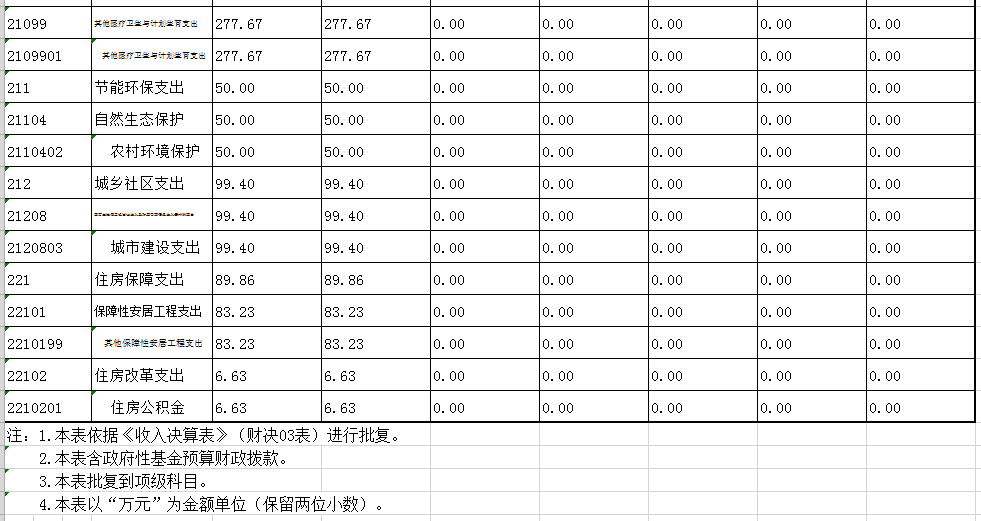 21099 其他医疗卫生与计划生育支出 277.67 277.67 0.00 0.00 0.00 0.00 0.00
2109901 其他医疗卫生与计划生育支出 277.67 277.67 0.00 0.00 0.00 0.00 0.00
211 节能环保支出 50.00 50.00 0.00 0.00 0.00 0.00 0.00
21104 自然生态保护 50.00 50.00 0.00 0.00 0.00 0.00 0.00
2110402 农村环境保护 50.00 50.00 0.00 0.00 0.00 0.00 0.00
212 城乡社区支出 99.40 99.40 0.00 0.00 0.00 0.00 0.00
21208 99.40 99.40 0.00 0.00 0.00 0.00 0.00
2120803 城市建设支出 99.40 99.40 0.00 0.00 0.00 0.00 0.00
221 住房保障支出 89.86 89.86 0.00 0.00 0.00 0.00 0.00
22101 保障性安居工程支出 83.23 83.23 0.00 0.00 0.00 0.00 0.00
2210199 其他保障性安居工程支出 83.23 83.23 0.00 0.00 0.00 0.00 0.00
22102 住房改革支出 6.63 6.63 0.00 0.00 0.00 0.00 0.00
2210201 住房公积金 6.63 6.63 0.00 0.00 0.00 0.00 0.00
注：1.本表依据《收入决算表》（财决03表）进行批复。
2.本表含政府性基金预算财政拨款。
3.本表批复到项级科目。
4.本表以“万元”为金额单位（保留两位小数）。